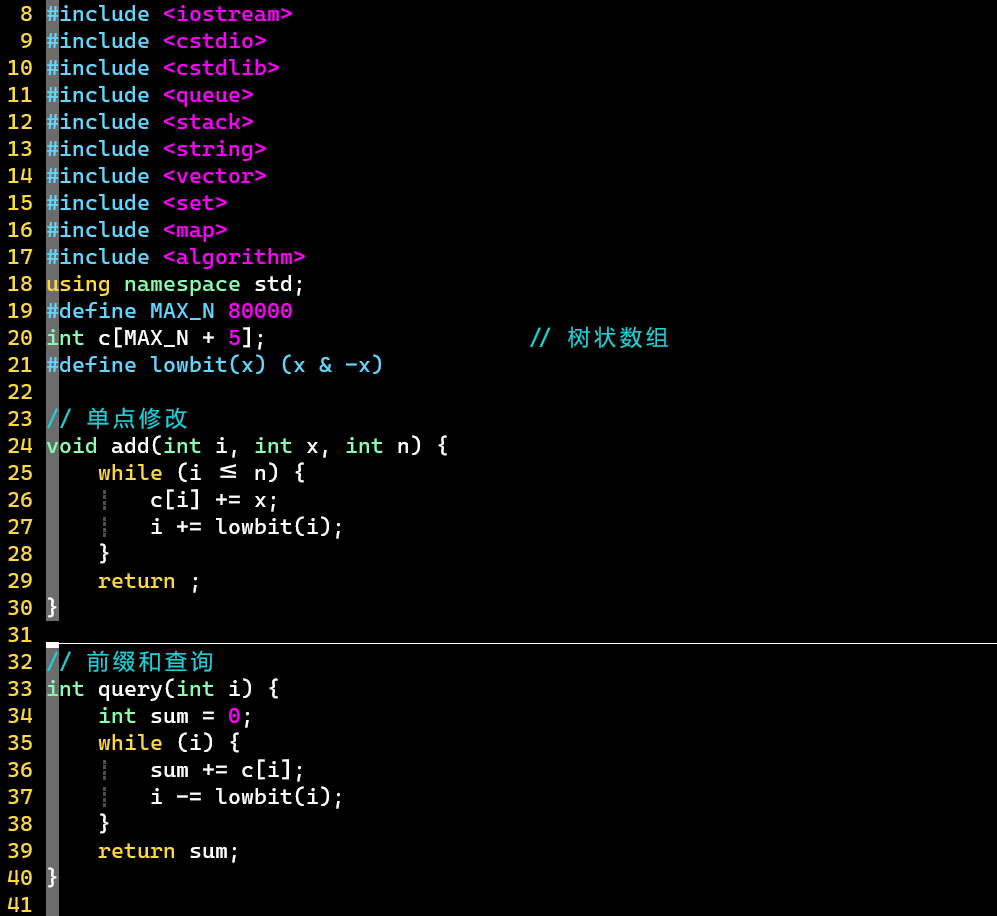 8 #include <iostream>
9 #include <cstdio>
10 #include <cstdlib>
11 #include <queue>
12 #include <stack>
13 #include <string>
14 #include <vector>
15 #include <set>
16 #include <map>
17 #include <algorithm>
18 using namespace std;
19 #define MAX_N 80000
20 int c[MAX_N + 5]; // 树状数组
21 #define lowbit(x) (x & -x)
22
23 // 单点修改
24 void add(int i, int x, int n) {
25     while (i ≤ n) {
26         c[i] += x;
27         i += lowbit(i);
28     }
29     return ;
30 }
31
32 // 前缀和查询
33 int query(int i) {
34     int sum = 0;
35     while (i) {
36         sum += c[i];
37         i -= lowbit(i);
38     }
39     return sum;
40 }
41